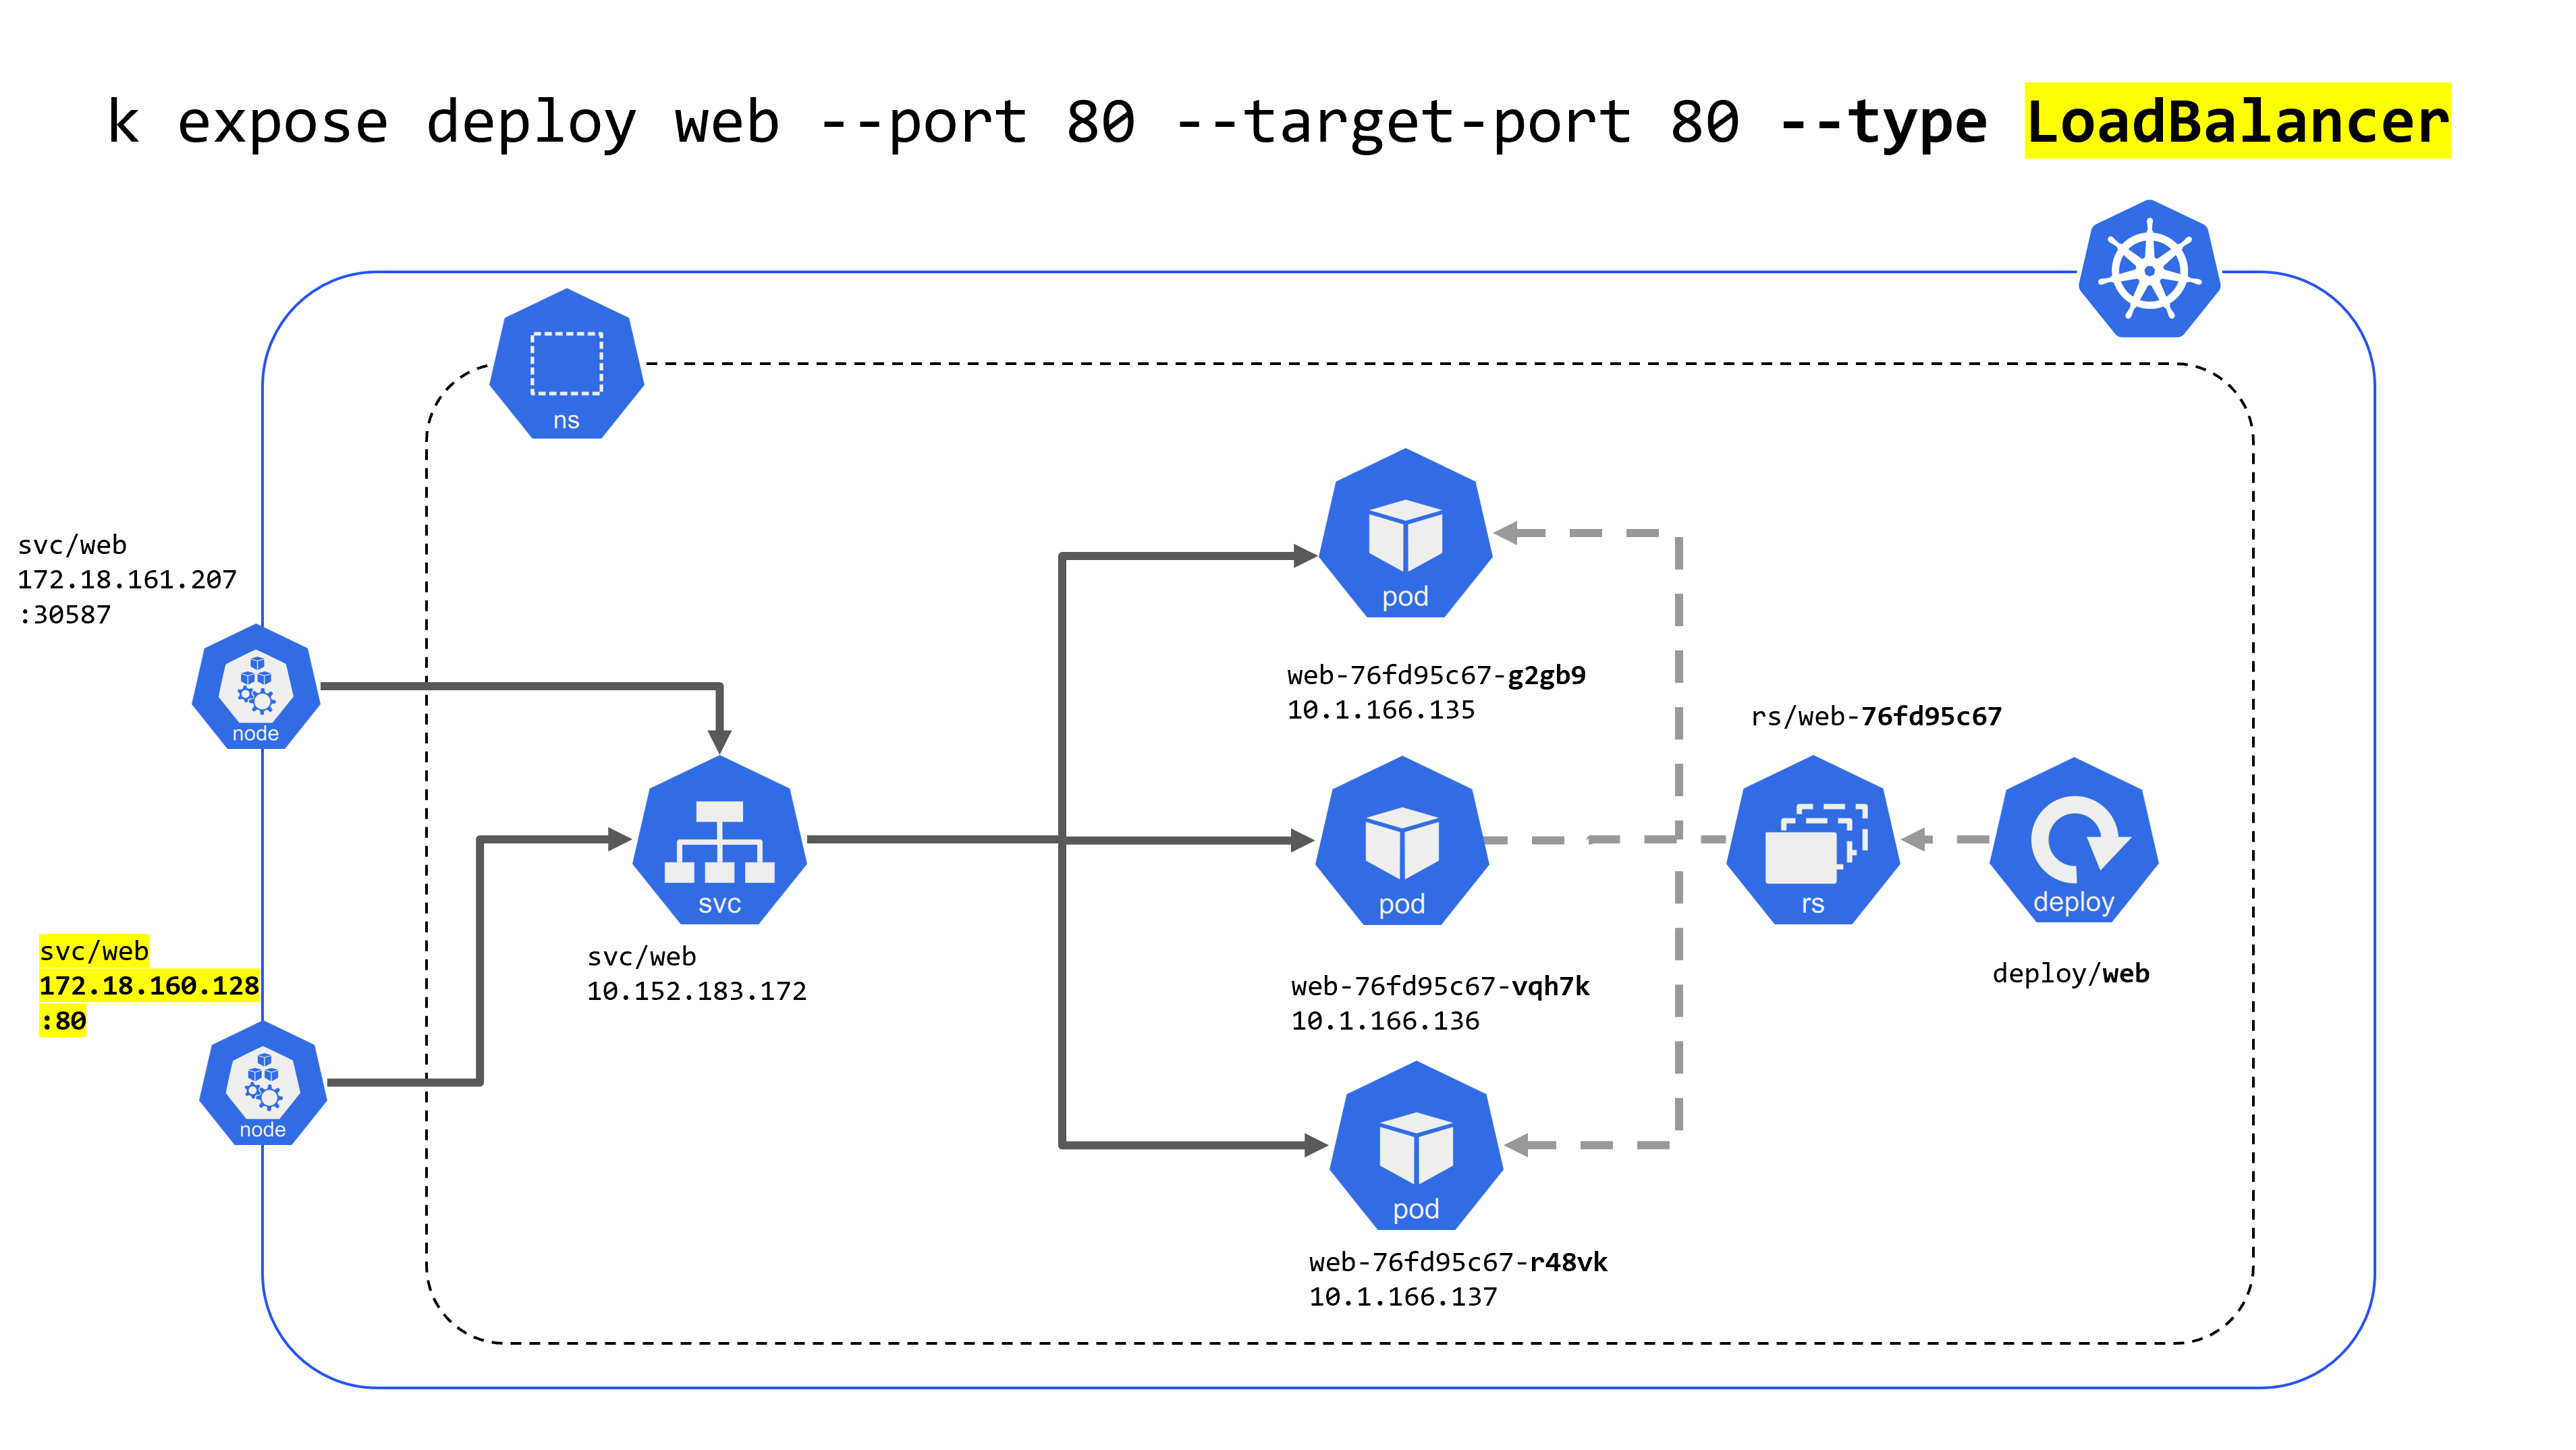 k expose deploy web --port 80 --target-port 80 --type LoadBalancer
ns
svc/web
172.18.161.207
:30587
node
svc/web
172.18.160.128
:80
node
svc
svc/web
10.152.183.172
pod
web-76fd95c67-g2gb9
10.1.166.135
pod
web-76fd95c67-vqh7k
10.1.166.136
pod
web-76fd95c67-r48vk
10.1.166.137
rs/web-76fd95c67
rs
deploy
deploy/web